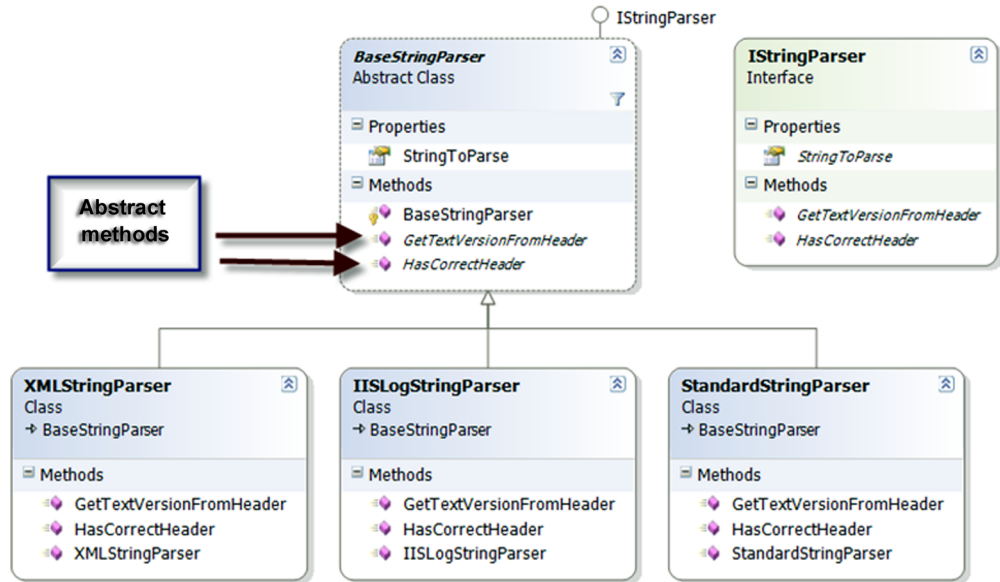 IStringParser
BaseStringParser
Abstract Class
Properties
StringToParse
Methods
BaseStringParser
GetTextVersionFromHeader
HasCorrectHeader
IStringParser
Interface
Properties
StringToParse
Methods
GetTextVersionFromHeader
HasCorrectHeader
Abstract
methods
XMLStringParser
Class
BaseStringParser
Methods
GetTextVersionFromHeader
HasCorrectHeader
XMLStringParser
IISLogStringParser
Class
BaseStringParser
Methods
GetTextVersionFromHeader
HasCorrectHeader
IISLogStringParser
StandardStringParser
Class
BaseStringParser
Methods
GetTextVersionFromHeader
HasCorrectHeader
StandardStringParser